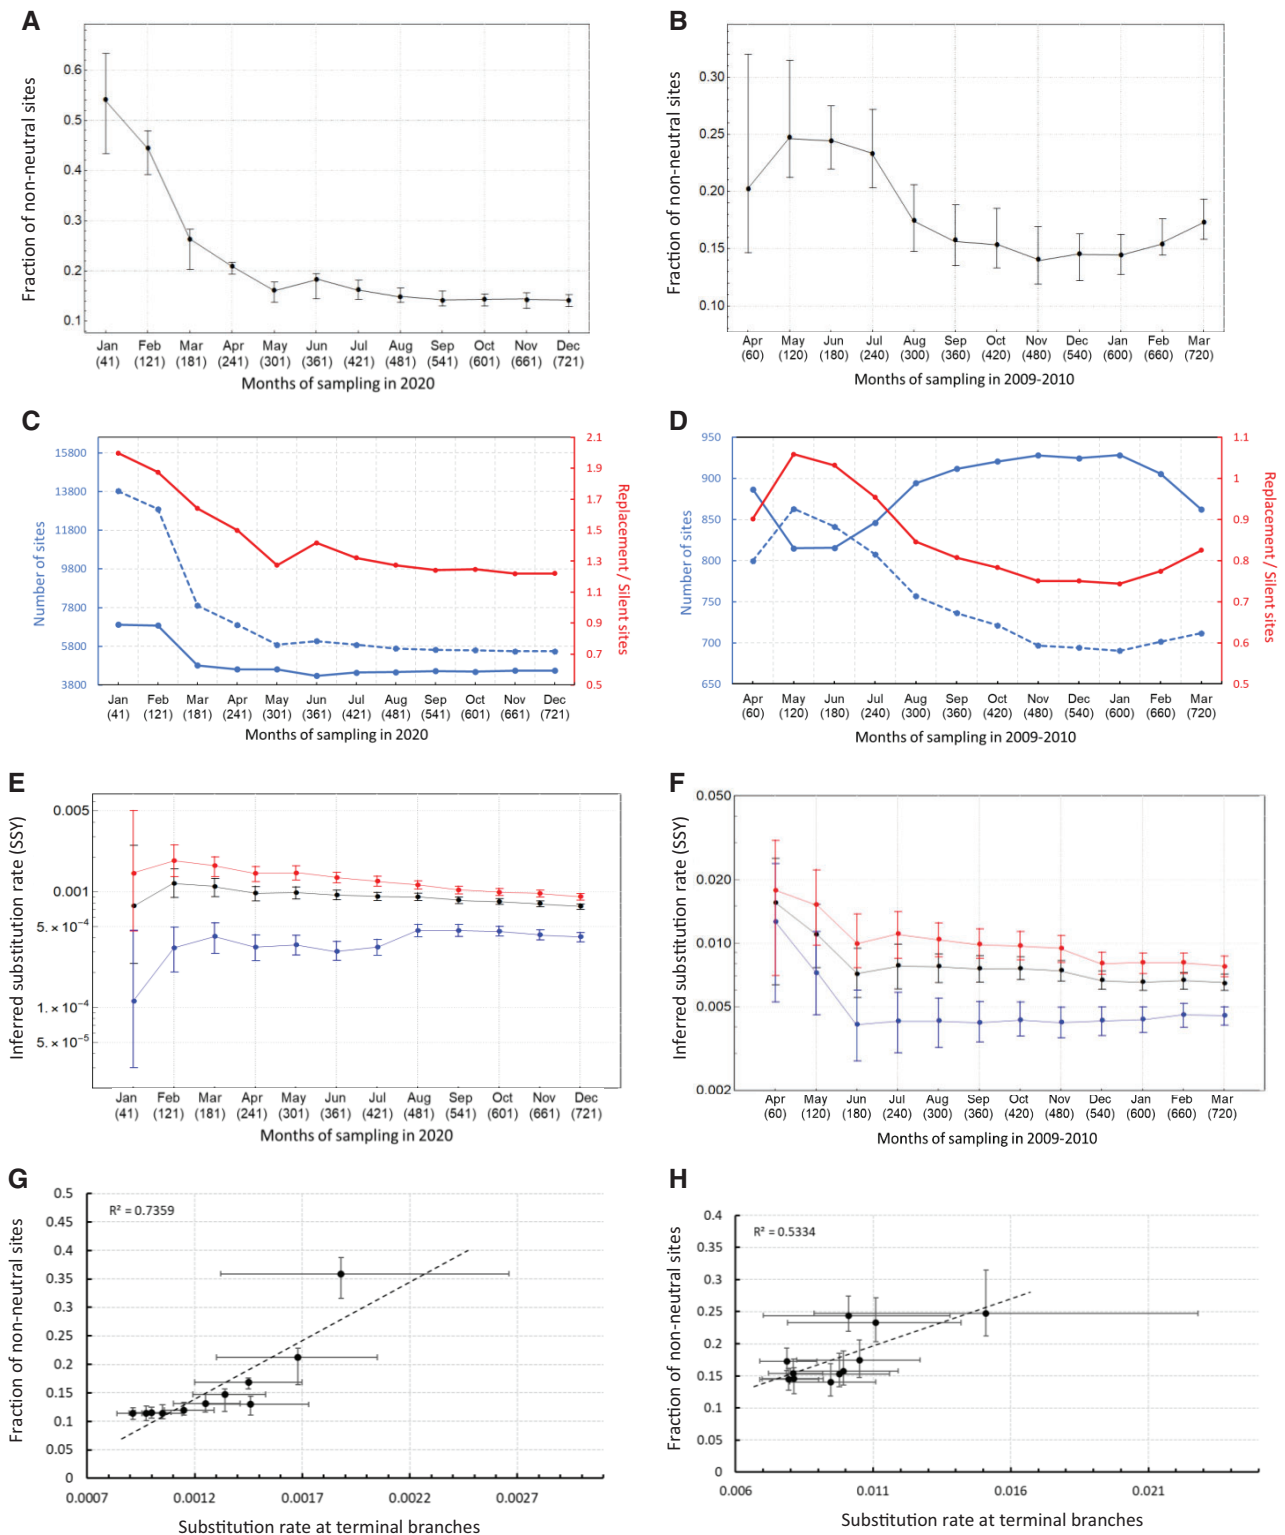 A
Fraction of non-neutral sites
0.6
0.5
0.4
0.3
0.2
0.1
Jan Feb Mar Apr May Jun Jul Aug Sep Oct Nov Dec
(41) (121) (181) (241) (301) (361) (421) (481) (541) (601) (661) (721)
Months of sampling in 2020
B
Fraction of non-neutral sites
0.30
0.25
0.20
0.15
0.10
Apr May Jun Jul Aug Sep Oct Nov Dec Jan Feb Mar
(60) (120) (180) (240) (300) (360) (420) (480) (540) (600) (660) (720)
Months of sampling in 2009-2010
C
Number of sites
15800
13800
11800
9800
7800
5800
3800
2.1
1.9
1.7
1.5
1.3
1.1
0.9
0.7
0.5
Replacement / Silent sites
Jan Feb Mar Apr May Jun Jul Aug Sep Oct Nov Dec
(41) (121) (181) (241) (301) (361) (421) (481) (541) (601) (661) (721)
Months of sampling in 2020
D
Number of sites
950
900
850
800
750
700
650
1.1
1
0.9
0.8
0.7
0.6
0.5
Replacement / Silent sites
Apr May Jun Jul Aug Sep Oct Nov Dec Jan Feb Mar
(60) (120) (180) (240) (300) (360) (420) (480) (540) (600) (660) (720)
Months of sampling in 2009-2010
E
Inferred substitution rate (SSY)
0.005
0.001
5. × 10⁻⁴
1. × 10⁻⁴
5. × 10⁻⁵
Jan Feb Mar Apr May Jun Jul Aug Sep Oct Nov Dec
(41) (121) (181) (241) (301) (361) (421) (481) (541) (601) (661) (721)
Months of sampling in 2020
F
Inferred substitution rate (SSY)
0.050
0.020
0.010
0.005
0.002
Apr May Jun Jul Aug Sep Oct Nov Dec Jan Feb Mar
(60) (120) (180) (240) (300) (360) (420) (480) (540) (600) (660) (720)
Months of sampling in 2009-2010
G
Fraction of non-neutral sites
R² = 0.7359
0.5
0.45
0.4
0.35
0.3
0.25
0.2
0.15
0.1
0.05
0
0.0007 0.0012 0.0017 0.0022 0.0027
Substitution rate at terminal branches
H
Fraction of non-neutral sites
R² = 0.5334
0.4
0.35
0.3
0.25
0.2
0.15
0.1
0.05
0
0.006 0.011 0.016 0.021
Substitution rate at terminal branches